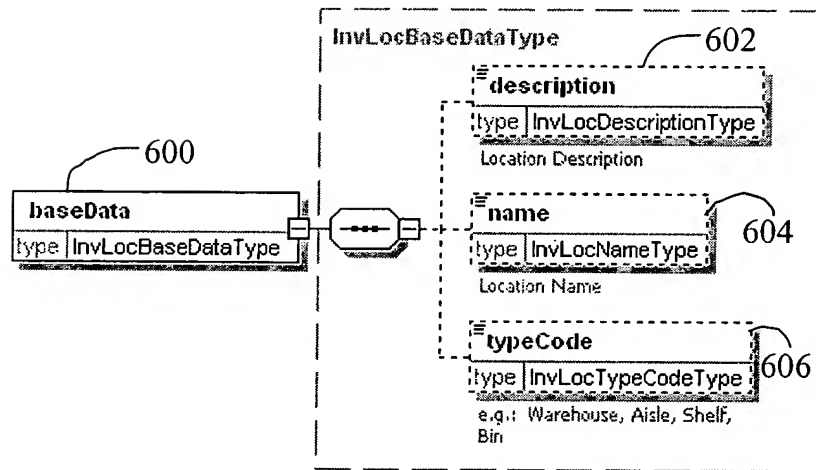 InvLocBaseDataType
602
description
type InvLocDescriptionType
Location Description
600
baseData
type InvLocBaseDataType
name
604
type InvLocNameType
Location Name
typeCode
606
type InvLocTypeCodeType
e.g.: Warehouse, Aisle, Shelf,
Bin